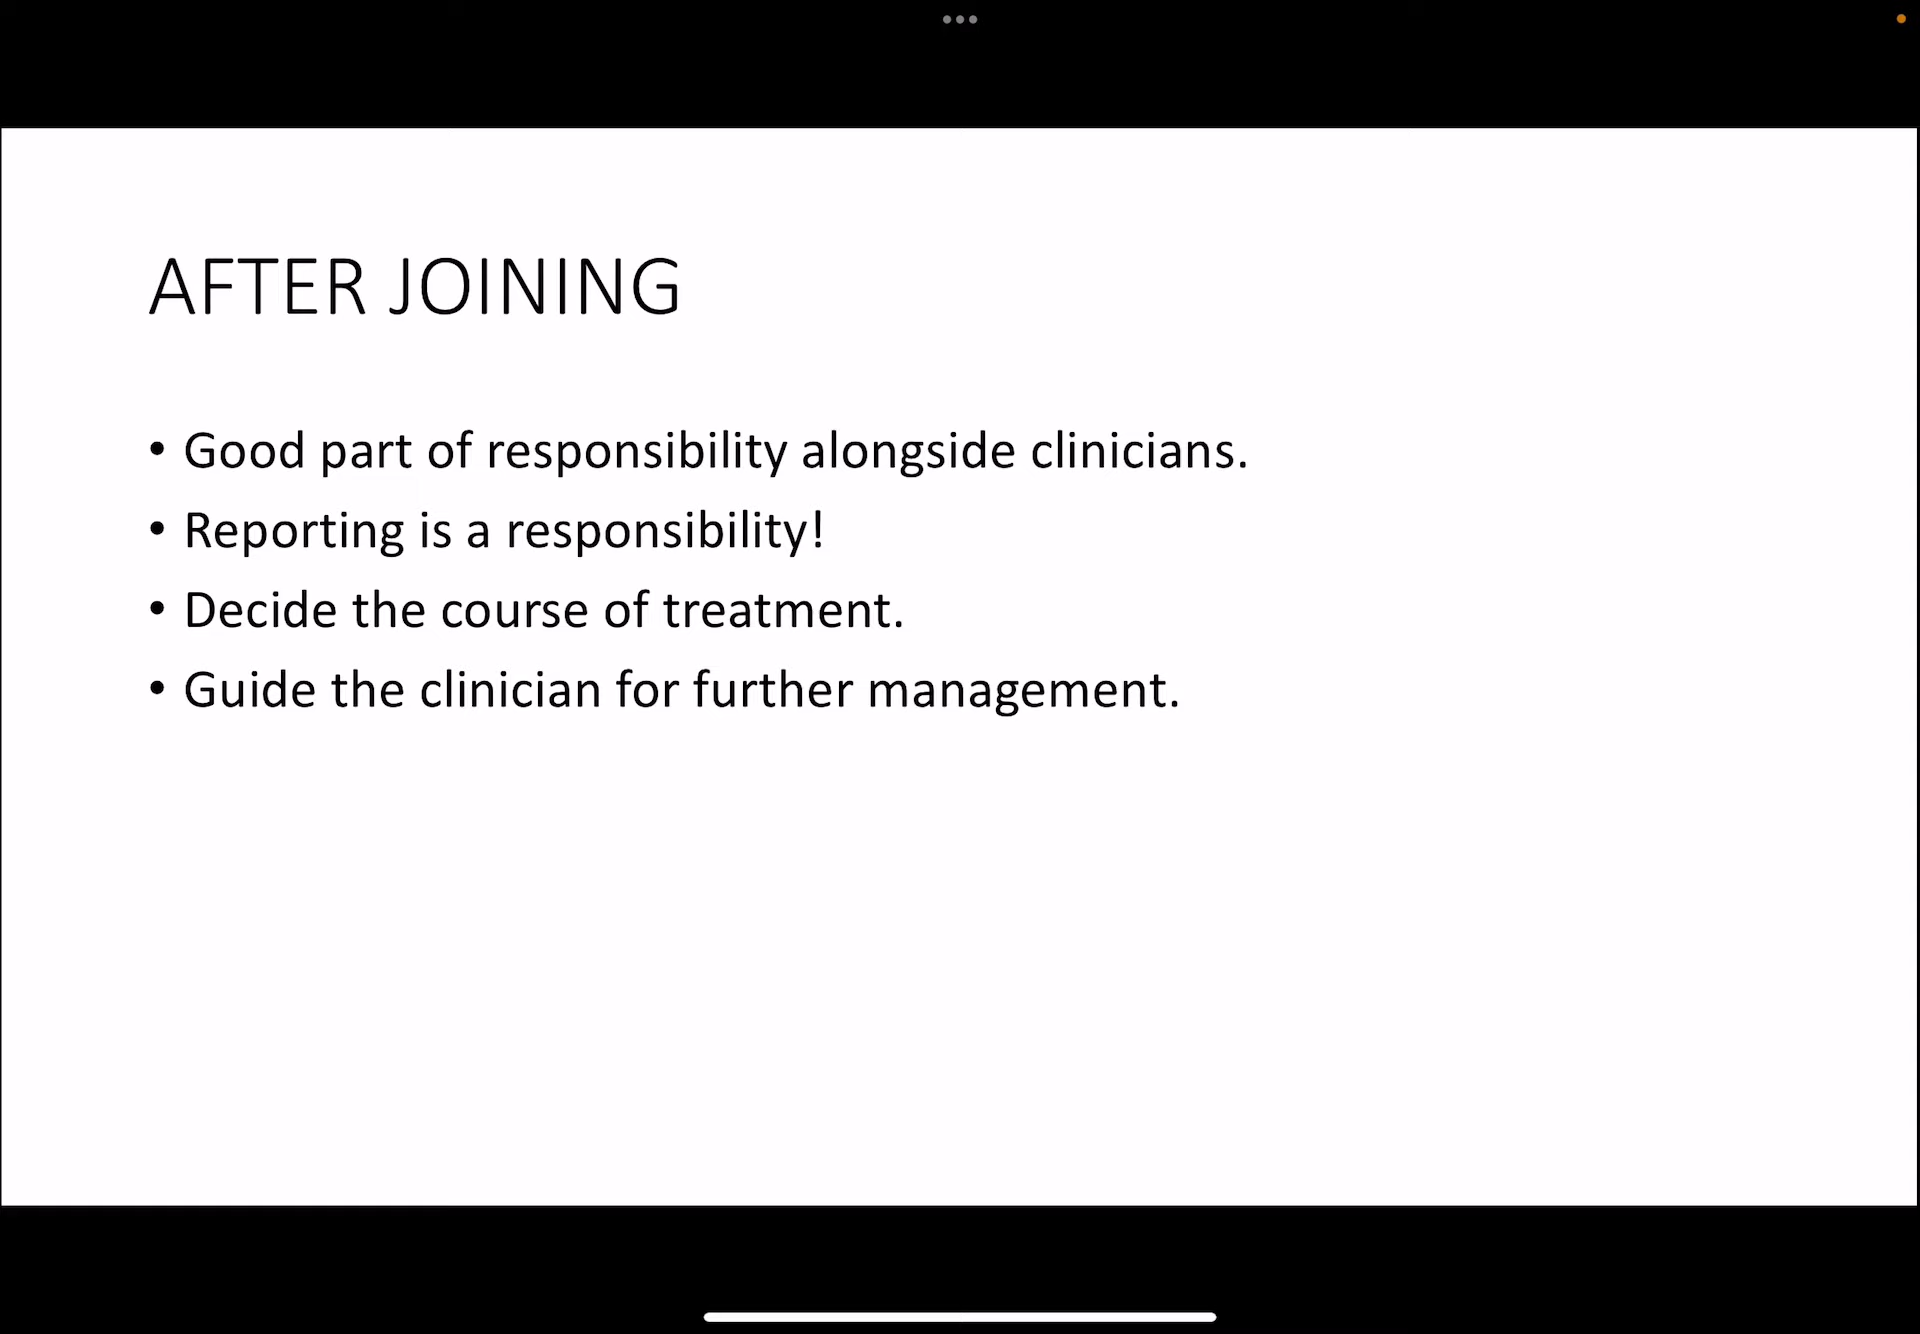 AFTER JOINING
• Good part of responsibility alongside clinicians.
• Reporting is a responsibility!
• Decide the course of treatment.
• Guide the clinician for further management.